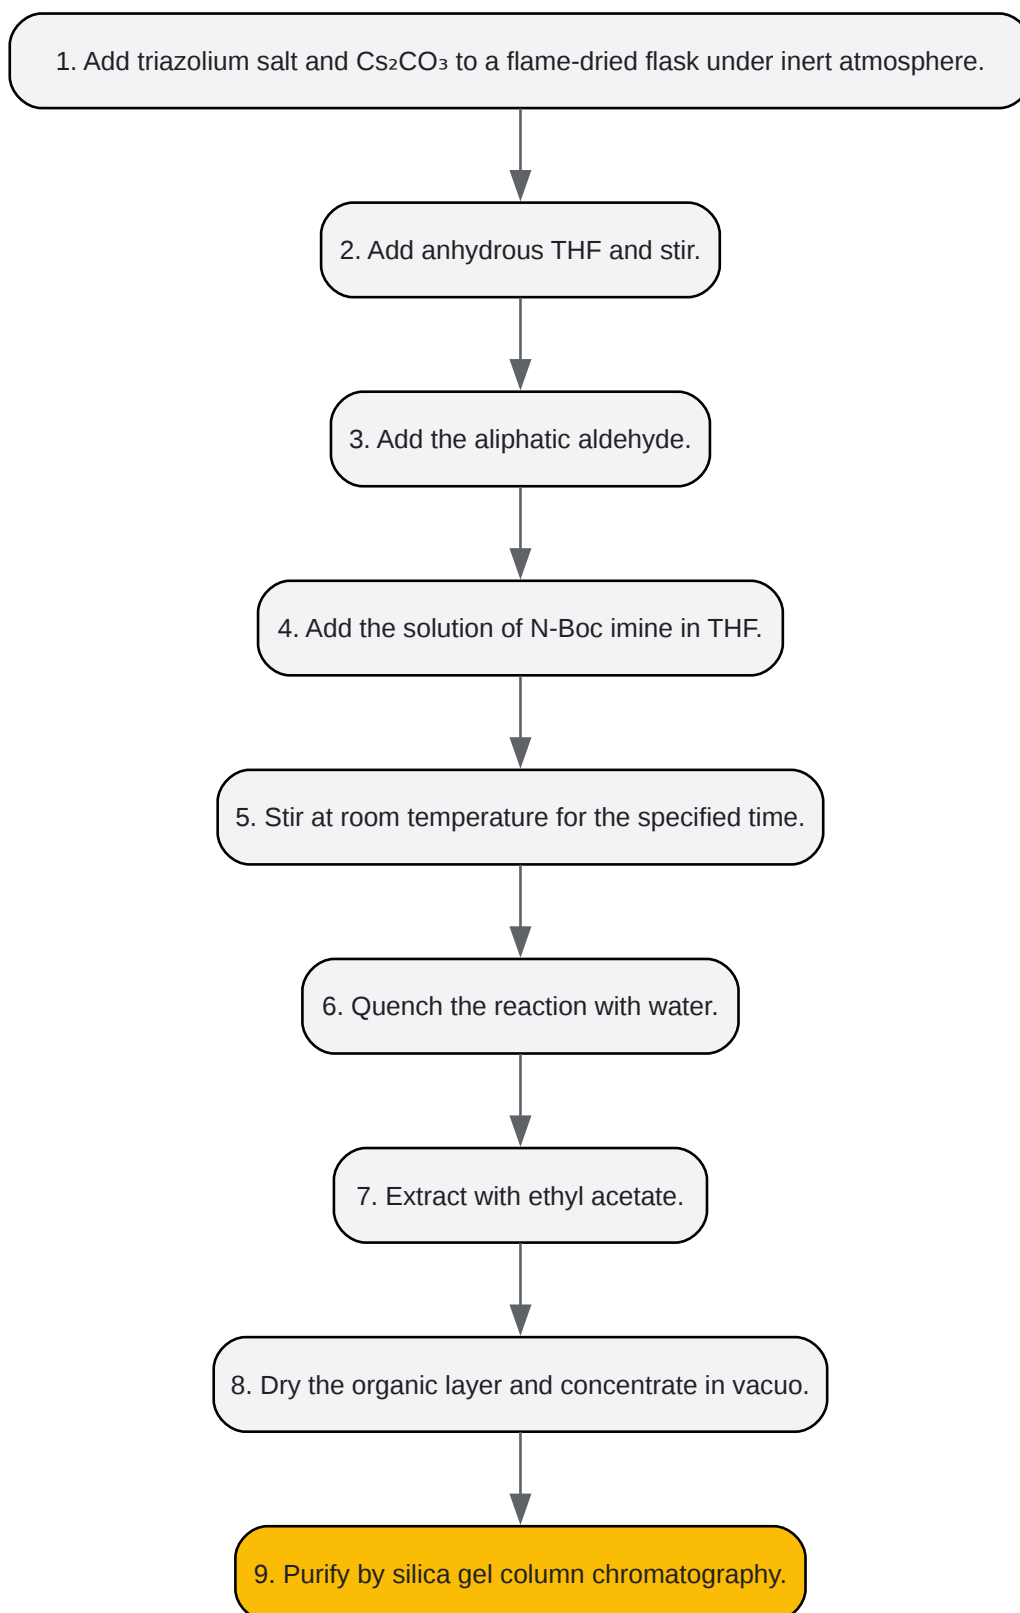 1. Add triazolium salt and Cs₂CO₃ to a flame-dried flask under inert atmosphere.
2. Add anhydrous THF and stir.
3. Add the aliphatic aldehyde.
4. Add the solution of N-Boc imine in THF.
5. Stir at room temperature for the specified time.
6. Quench the reaction with water.
7. Extract with ethyl acetate.
8. Dry the organic layer and concentrate in vacuo.
9. Purify by silica gel column chromatography.